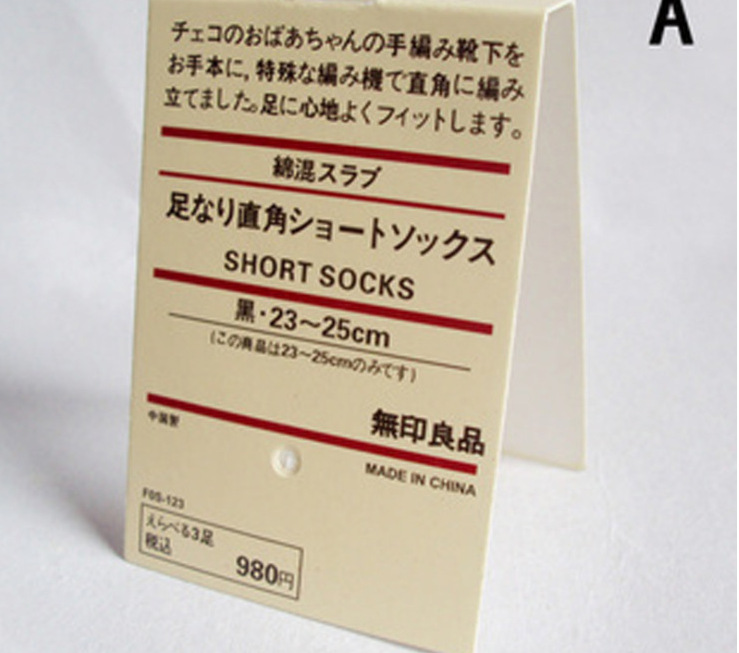 A
チェコのおばあちゃんの手編み靴下を
お手本に,特殊な編み機で直角に編み
立てました。足に心地よくフィットします。
綿混スラブ
足なり直角ショートソックス
SHORT SOCKS
黒・23〜25cm
(この商品は23〜25cmのみです)
無印良品
中国製
MADE IN CHINA
F0S-123
えらべる3足
税込
980円